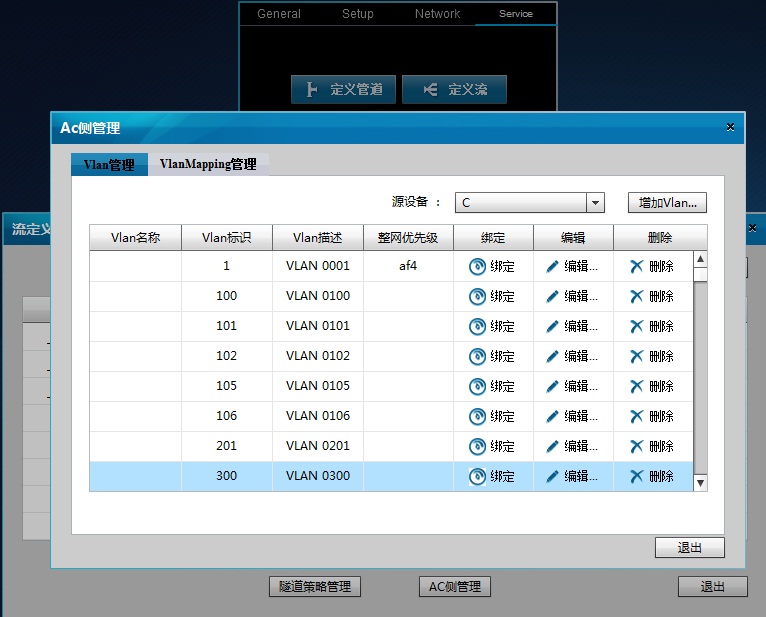 General Setup Network Service
定义管道 定义流
Ac侧管理
Vlan管理 VlanMapping管理
源设备 : C 增加Vlan...
流定义
Vlan名称 Vlan标识 Vlan描述 整网优先级 绑定 编辑 删除
1 VLAN 0001 af4 绑定 编辑... 删除
100 VLAN 0100 绑定 编辑... 删除
101 VLAN 0101 绑定 编辑... 删除
102 VLAN 0102 绑定 编辑... 删除
105 VLAN 0105 绑定 编辑... 删除
106 VLAN 0106 绑定 编辑... 删除
201 VLAN 0201 绑定 编辑... 删除
300 VLAN 0300 绑定 编辑... 删除
退出
隧道策略管理 AC侧管理 退出